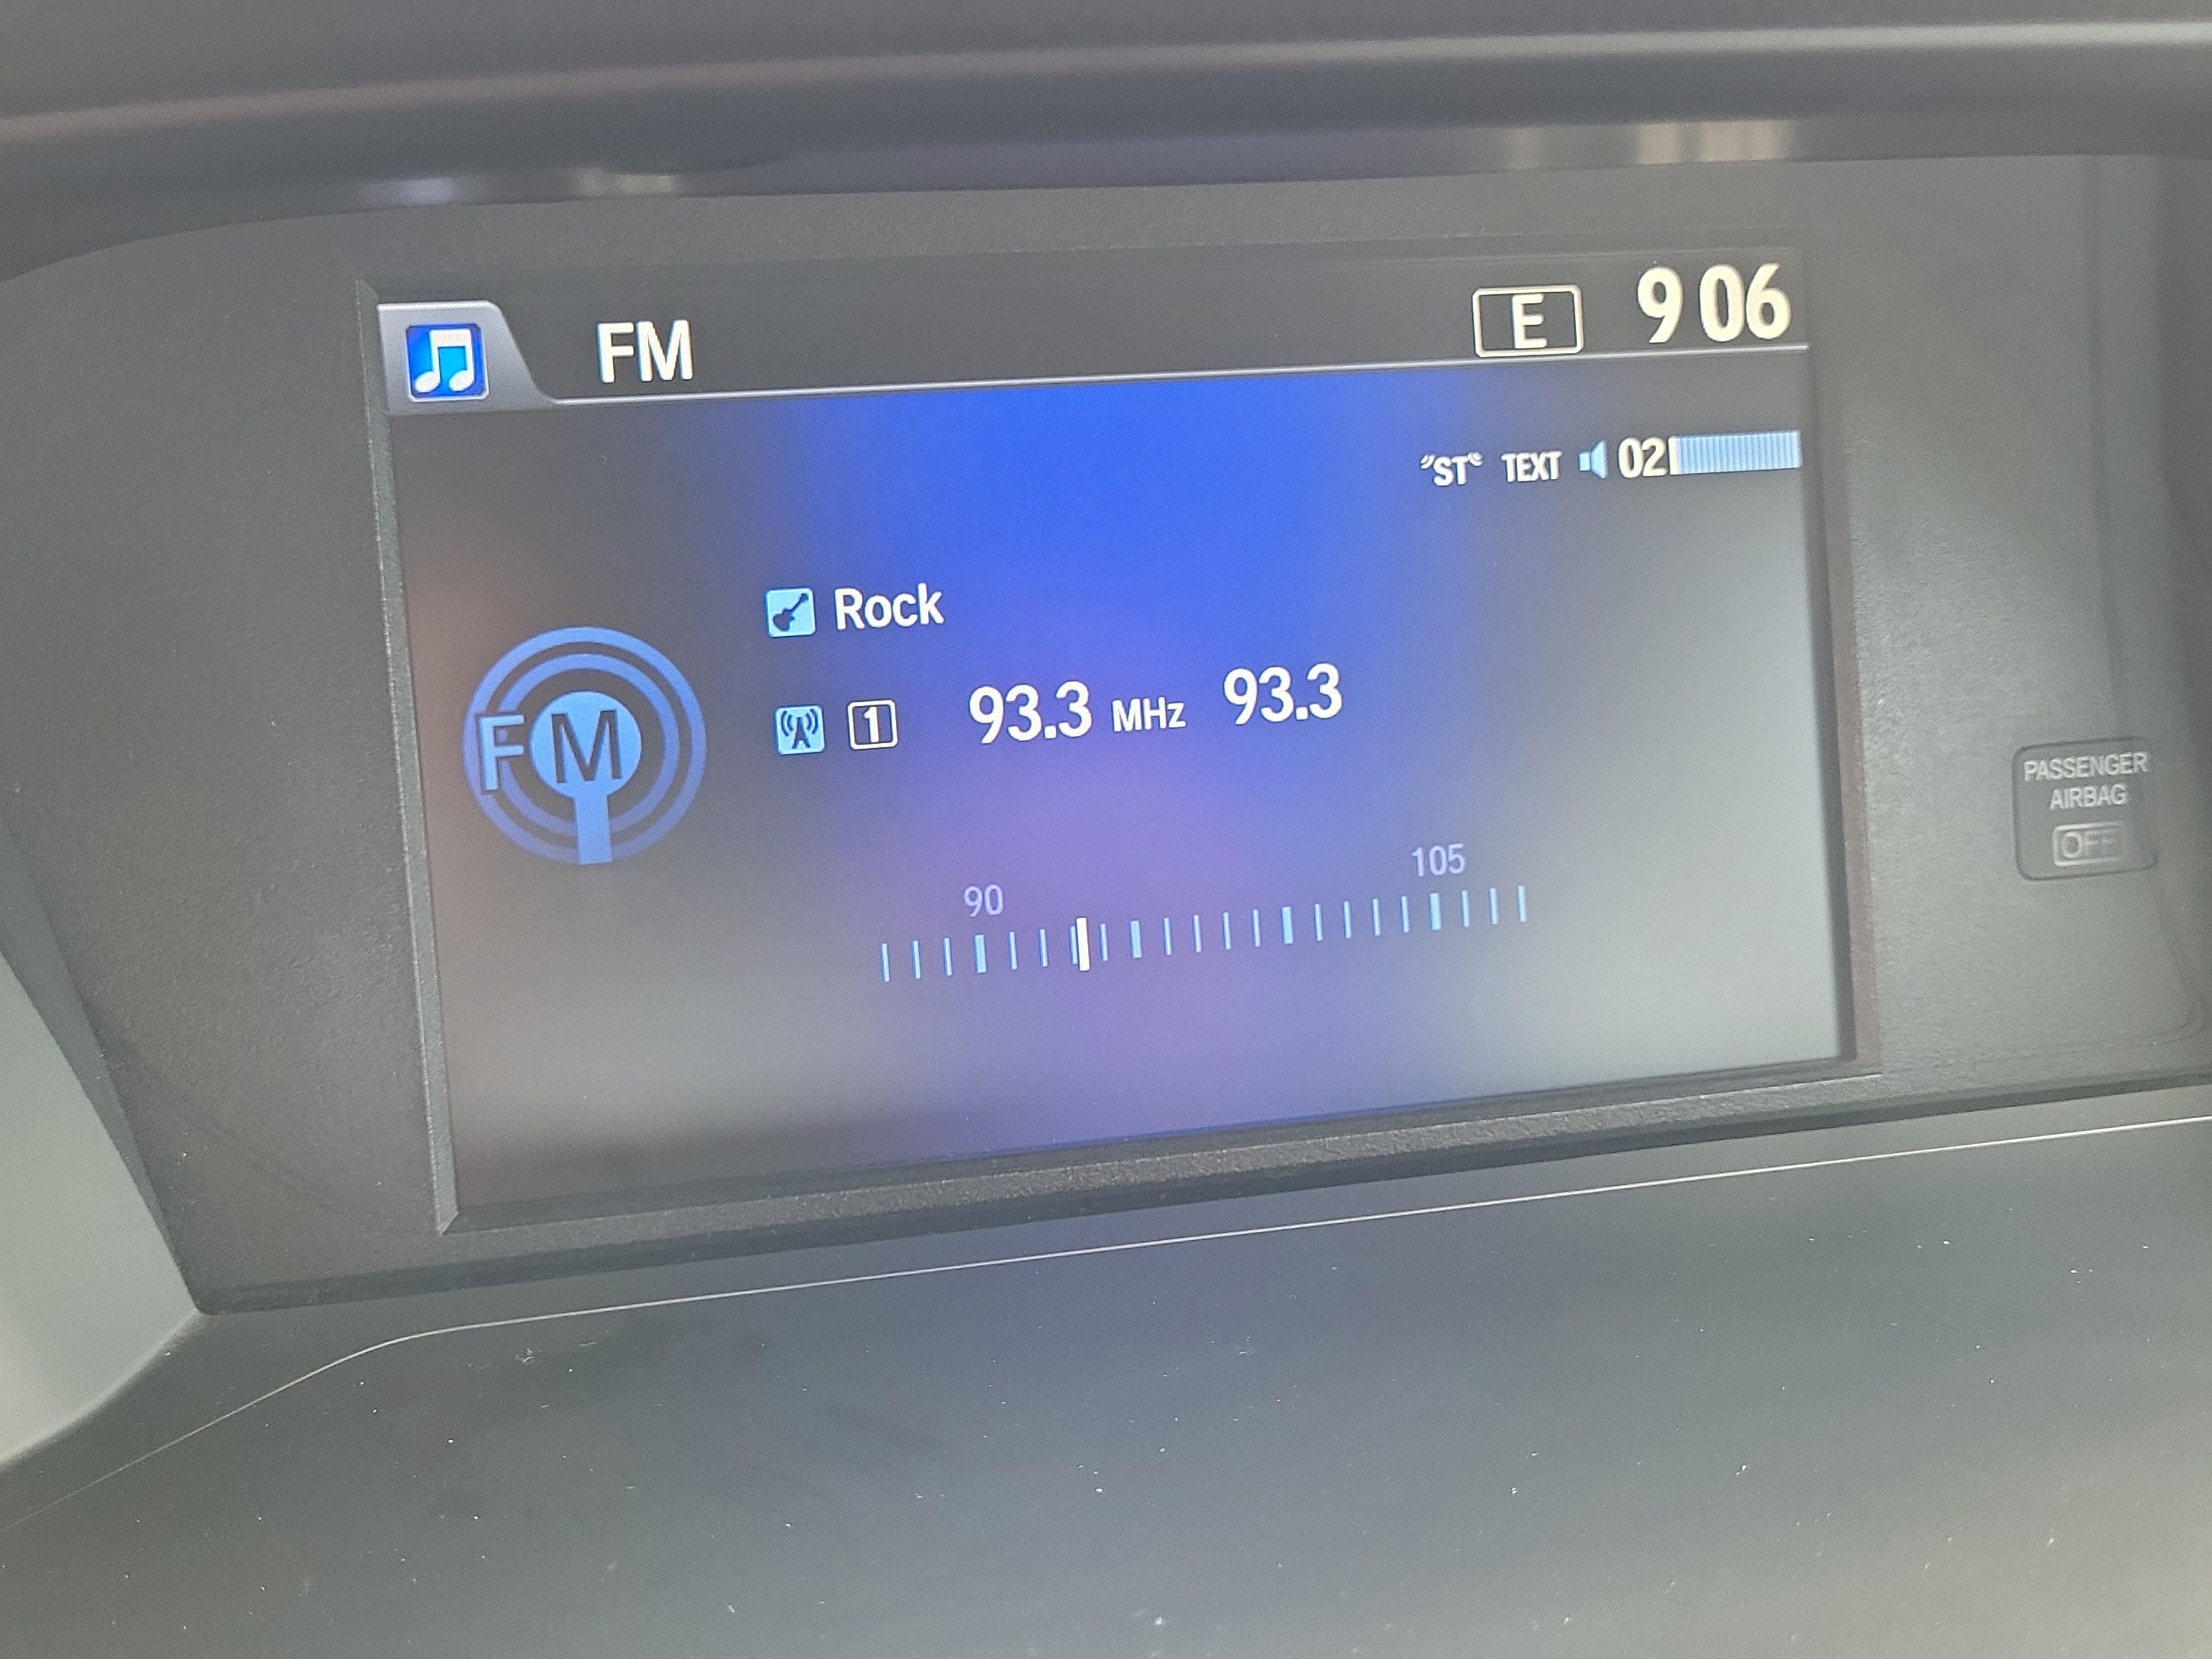 FM E 9 06
"ST" TEXT 02
Rock
FM 1 93.3 MHz 93.3
90 105
PASSENGER
AIRBAG
OFF